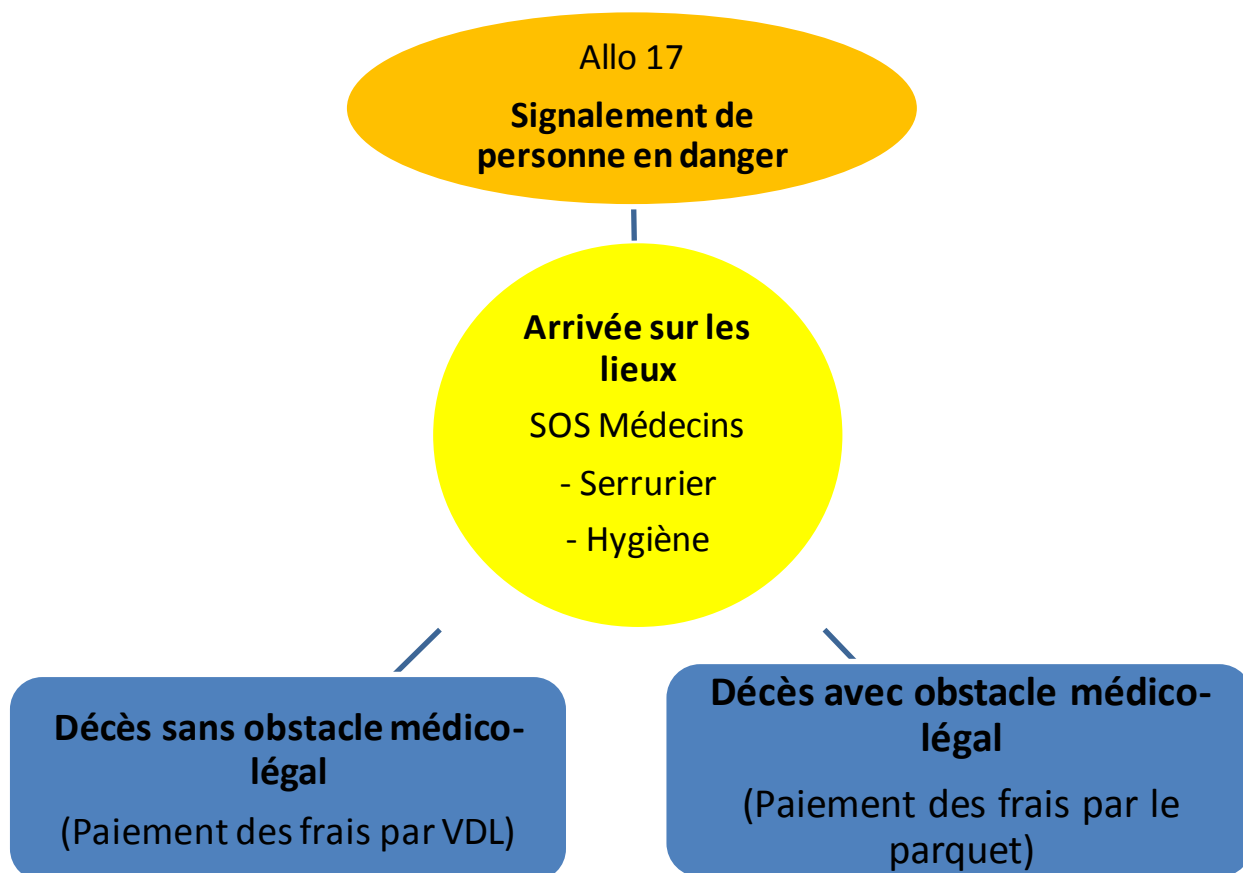 Allo 17
Signalement de
personne en danger
Arrivée sur les
lieux
SOS Médecins
- Serrurier
- Hygiène
Décès sans obstacle médico-
légal
(Paiement des frais par VDL)
Décès avec obstacle médico-
légal
(Paiement des frais par le
parquet)